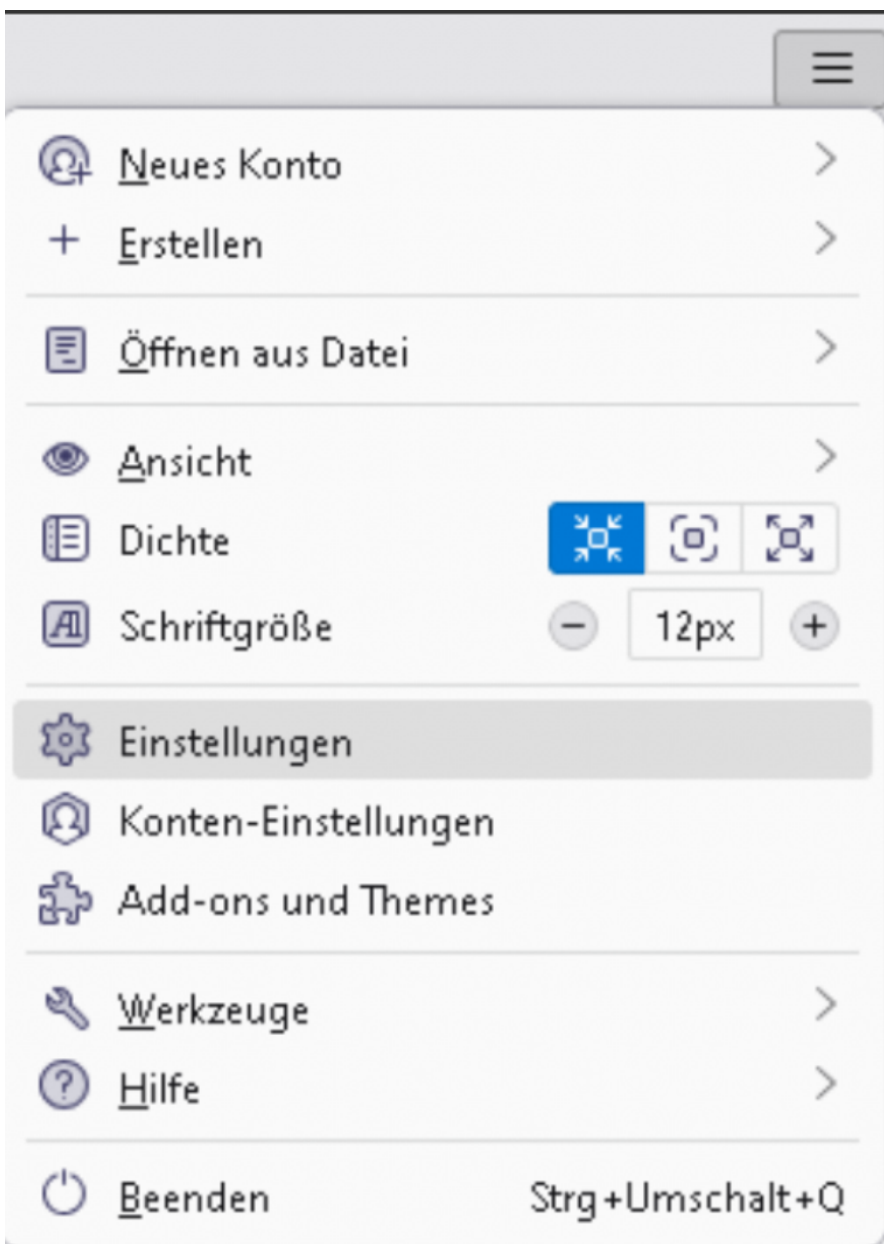 Neues Konto
Erstellen
Öffnen aus Datei
Ansicht
Dichte
Schriftgröße 12px
Einstellungen
Konten-Einstellungen
Add-ons und Themes
Werkzeuge
Hilfe
Beenden Strg+Umschalt+Q